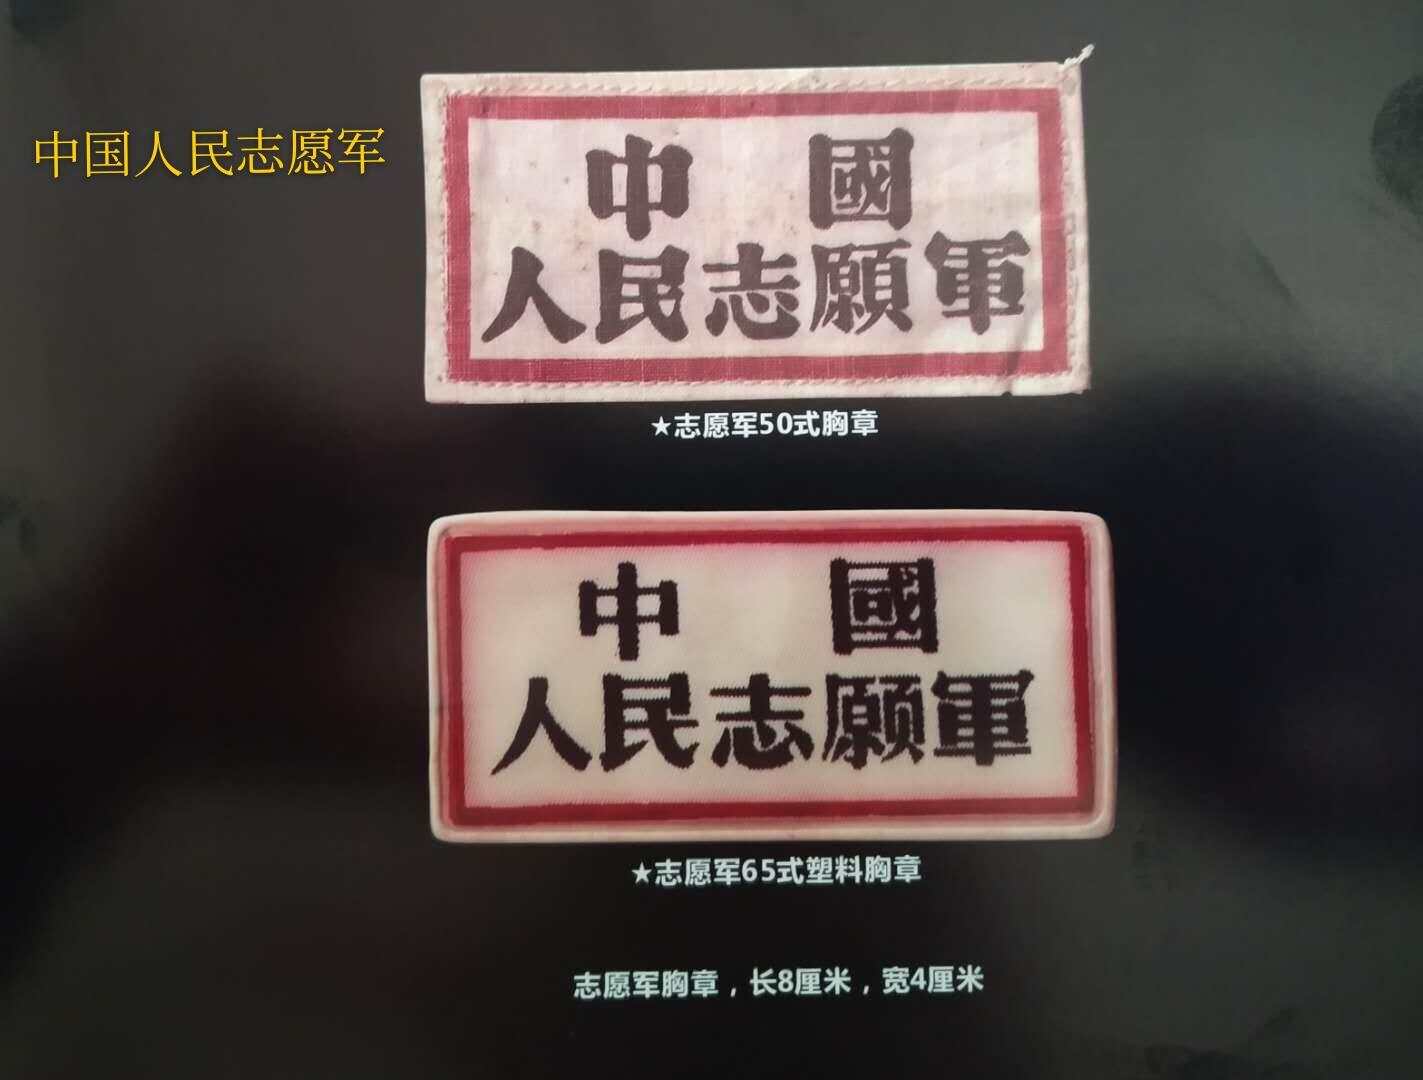 中国人民志愿军
中 國
人民志願軍
★志愿军50式胸章
中 國
人民志願軍
★志愿军65式塑料胸章
志愿军胸章，长8厘米，宽4厘米